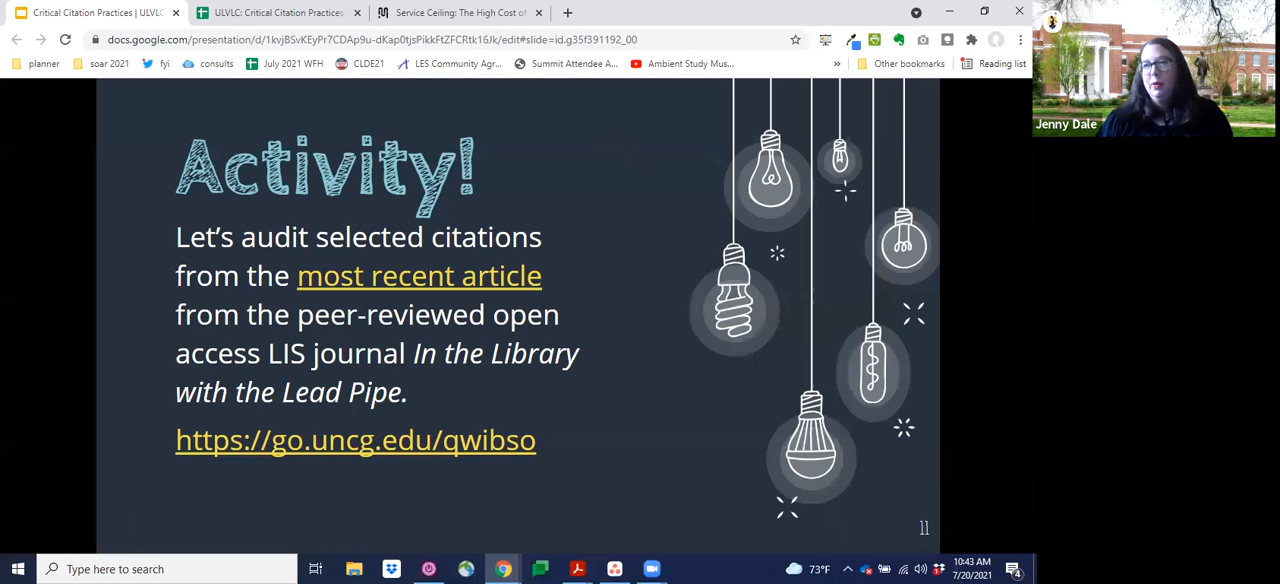 Critical Citation Practices | ULVLC
ULVLC: Critical Citation Practices
Service Ceiling: The High Cost of
docs.google.com/presentation/d/1kvjBSvKEyPr7CDAp9u-dKap0tjsPikkFtZFCRtk16Jk/edit#slide=id.g35f391192_00
planner
soar 2021
fyi
consults
July 2021 WFH
CLDE21
LES Community Agr...
Summit Attendee A...
Ambient Study Mus...
»
Other bookmarks
Reading list
Jenny Dale
Activity!
Let's audit selected citations
from the most recent article
from the peer-reviewed open
access LIS journal In the Library
with the Lead Pipe.
https://go.uncg.edu/qwibso
11
Type here to search
73°F
10:43 AM
7/20/2021
4